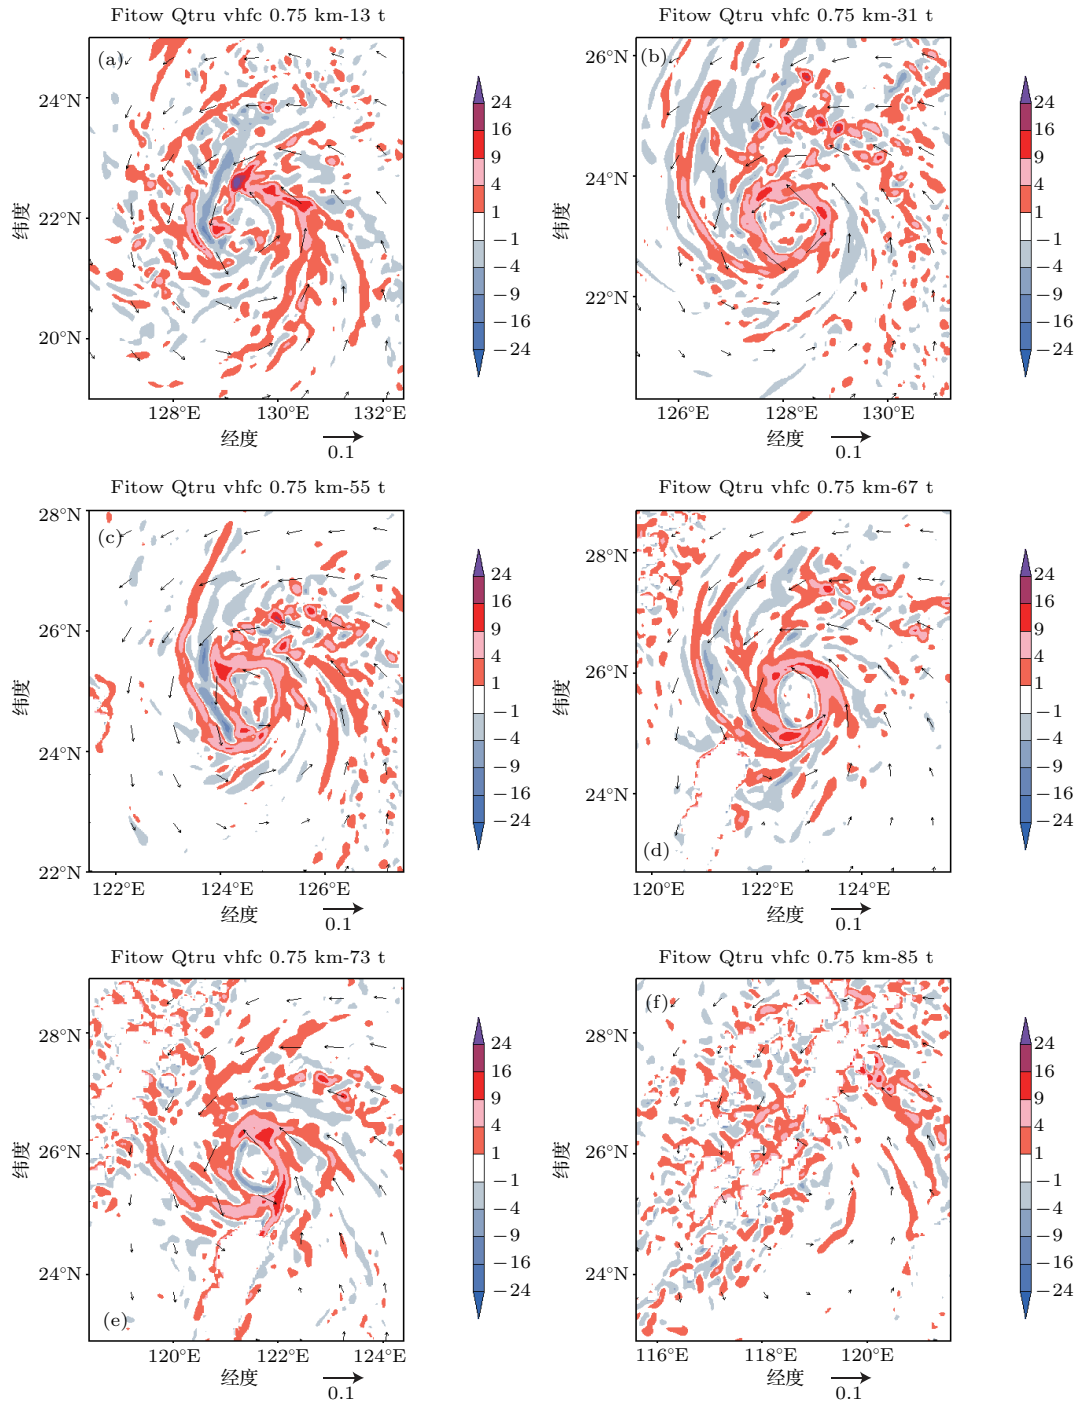 Fitow Qtru vhfc 0.75 km-13 t
(a)
24°N
22°N
20°N
纬度
128°E 130°E 132°E
经度
0.1
24
16
9
4
1
−1
−4
−9
−16
−24
Fitow Qtru vhfc 0.75 km-31 t
(b)
26°N
24°N
22°N
纬度
126°E 128°E 130°E
经度
0.1
24
16
9
4
1
−1
−4
−9
−16
−24
Fitow Qtru vhfc 0.75 km-55 t
(c)
28°N
26°N
24°N
22°N
纬度
122°E 124°E 126°E
经度
0.1
24
16
9
4
1
−1
−4
−9
−16
−24
Fitow Qtru vhfc 0.75 km-67 t
28°N
26°N
24°N
纬度
(d)
120°E 122°E 124°E
经度
0.1
24
16
9
4
1
−1
−4
−9
−16
−24
Fitow Qtru vhfc 0.75 km-73 t
28°N
26°N
24°N
纬度
(e)
120°E 122°E 124°E
经度
0.1
24
16
9
4
1
−1
−4
−9
−16
−24
Fitow Qtru vhfc 0.75 km-85 t
(f)
28°N
26°N
24°N
纬度
116°E 118°E 120°E
经度
0.1
24
16
9
4
1
−1
−4
−9
−16
−24